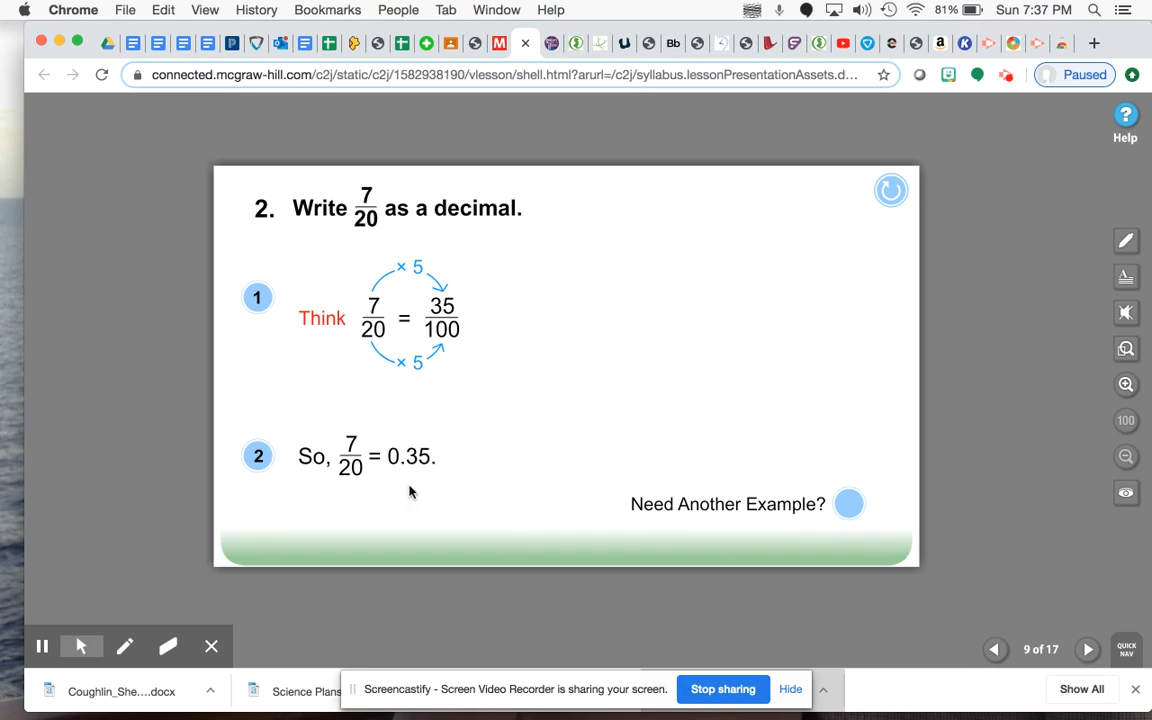 Chrome File Edit View History Bookmarks People Tab Window Help 81% Sun 7:37 PM
connected.mcgraw-hill.com/c2j/static/c2j/1582938190/vlesson/shell.html?arurl=/c2j/syllabus.lessonPresentationAssets.d... Paused
Help
2. Write 7/20 as a decimal.
× 5
1
Think 7/20 = 35/100
× 5
2 So, 7/20 = 0.35.
Need Another Example?
100
9 of 17
QUICK NAV
Coughlin_She....docx
Science Plans
Screencastify - Screen Video Recorder is sharing your screen. Stop sharing Hide
Show All